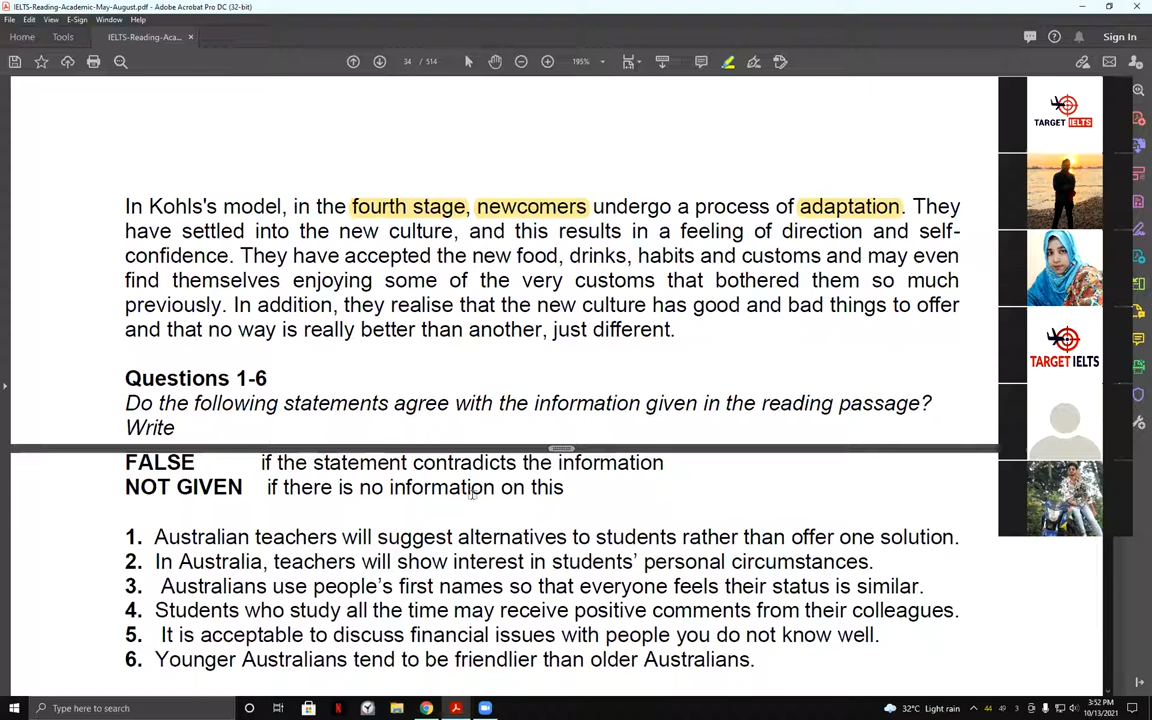 IELTS-Reading-Academic-May-August.pdf - Adobe Acrobat Pro DC (32-bit)
File Edit View E-Sign Window Help
Home Tools IELTS-Reading-Aca... × Sign In
34 / 514 195%
TARGET IELTS
In Kohls's model, in the fourth stage, newcomers undergo a process of adaptation. They
have settled into the new culture, and this results in a feeling of direction and self-
confidence. They have accepted the new food, drinks, habits and customs and may even
find themselves enjoying some of the very customs that bothered them so much
previously. In addition, they realise that the new culture has good and bad things to offer
and that no way is really better than another, just different.
TARGET IELTS
Questions 1-6
Do the following statements agree with the information given in the reading passage?
Write
FALSE if the statement contradicts the information
NOT GIVEN if there is no information on this
1. Australian teachers will suggest alternatives to students rather than offer one solution.
2. In Australia, teachers will show interest in students' personal circumstances.
3. Australians use people's first names so that everyone feels their status is similar.
4. Students who study all the time may receive positive comments from their colleagues.
5. It is acceptable to discuss financial issues with people you do not know well.
6. Younger Australians tend to be friendlier than older Australians.
Type here to search
32°C Light rain 44 49 3
3:52 PM
10/13/2021